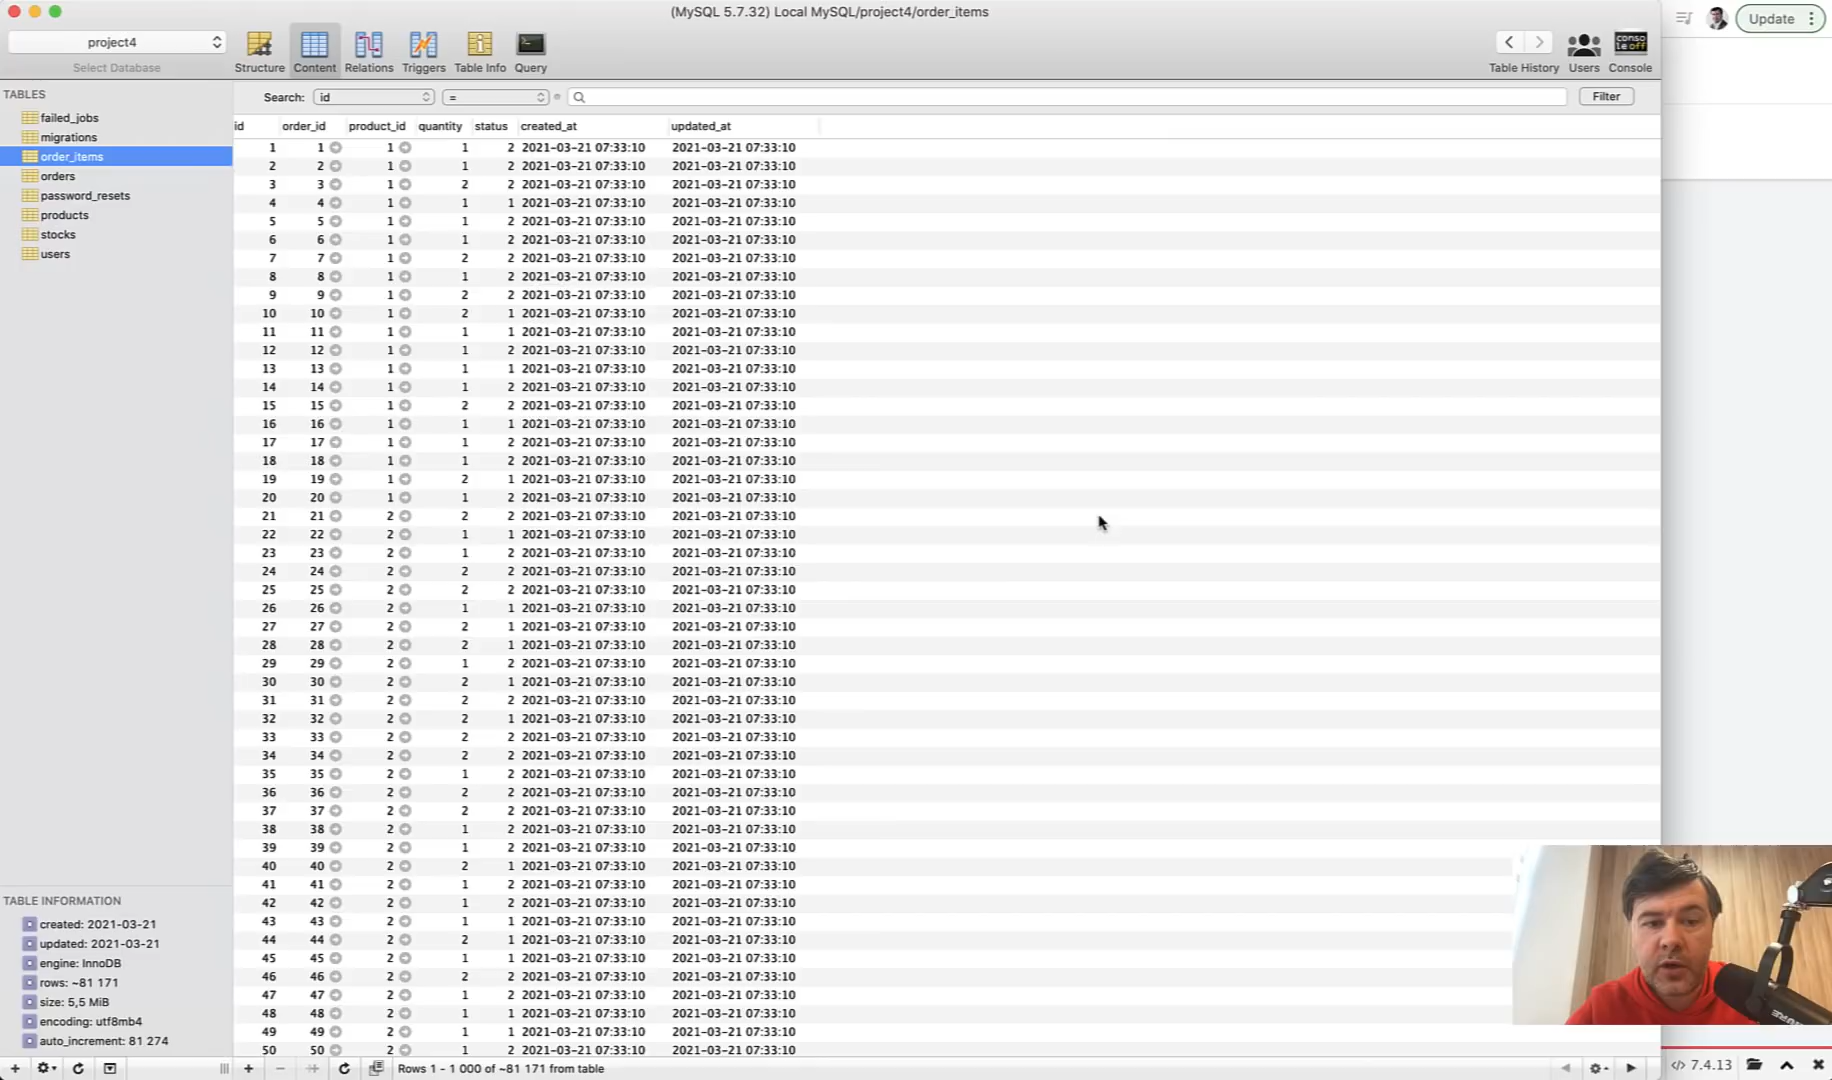 (MySQL 5.7.32) Local MySQL/project4/order_items
Update
project4
Select Database
Structure
Content
Relations
Triggers
Table Info
Query
Table History
Users
conso
le off
Console
TABLES
failed_jobs
migrations
order_items
orders
password_resets
products
stocks
users
Search: id =
Filter
id order_id product_id quantity status created_at updated_at
1 1 1 1 2 2021-03-21 07:33:10 2021-03-21 07:33:10
2 2 1 1 2 2021-03-21 07:33:10 2021-03-21 07:33:10
3 3 1 2 2 2021-03-21 07:33:10 2021-03-21 07:33:10
4 4 1 1 1 2021-03-21 07:33:10 2021-03-21 07:33:10
5 5 1 1 2 2021-03-21 07:33:10 2021-03-21 07:33:10
6 6 1 1 2 2021-03-21 07:33:10 2021-03-21 07:33:10
7 7 1 2 2 2021-03-21 07:33:10 2021-03-21 07:33:10
8 8 1 1 2 2021-03-21 07:33:10 2021-03-21 07:33:10
9 9 1 2 2 2021-03-21 07:33:10 2021-03-21 07:33:10
10 10 1 2 1 2021-03-21 07:33:10 2021-03-21 07:33:10
11 11 1 1 1 2021-03-21 07:33:10 2021-03-21 07:33:10
12 12 1 1 2 2021-03-21 07:33:10 2021-03-21 07:33:10
13 13 1 1 1 2021-03-21 07:33:10 2021-03-21 07:33:10
14 14 1 1 2 2021-03-21 07:33:10 2021-03-21 07:33:10
15 15 1 2 2 2021-03-21 07:33:10 2021-03-21 07:33:10
16 16 1 1 1 2021-03-21 07:33:10 2021-03-21 07:33:10
17 17 1 1 2 2021-03-21 07:33:10 2021-03-21 07:33:10
18 18 1 1 2 2021-03-21 07:33:10 2021-03-21 07:33:10
19 19 1 2 1 2021-03-21 07:33:10 2021-03-21 07:33:10
20 20 1 1 2 2021-03-21 07:33:10 2021-03-21 07:33:10
21 21 2 2 2 2021-03-21 07:33:10 2021-03-21 07:33:10
22 22 2 1 1 2021-03-21 07:33:10 2021-03-21 07:33:10
23 23 2 1 2 2021-03-21 07:33:10 2021-03-21 07:33:10
24 24 2 2 2 2021-03-21 07:33:10 2021-03-21 07:33:10
25 25 2 2 2 2021-03-21 07:33:10 2021-03-21 07:33:10
26 26 2 1 1 2021-03-21 07:33:10 2021-03-21 07:33:10
27 27 2 2 1 2021-03-21 07:33:10 2021-03-21 07:33:10
28 28 2 2 1 2021-03-21 07:33:10 2021-03-21 07:33:10
29 29 2 1 2 2021-03-21 07:33:10 2021-03-21 07:33:10
30 30 2 2 1 2021-03-21 07:33:10 2021-03-21 07:33:10
31 31 2 2 2 2021-03-21 07:33:10 2021-03-21 07:33:10
32 32 2 2 1 2021-03-21 07:33:10 2021-03-21 07:33:10
33 33 2 2 2 2021-03-21 07:33:10 2021-03-21 07:33:10
34 34 2 2 2 2021-03-21 07:33:10 2021-03-21 07:33:10
35 35 2 1 2 2021-03-21 07:33:10 2021-03-21 07:33:10
36 36 2 2 2 2021-03-21 07:33:10 2021-03-21 07:33:10
37 37 2 2 2 2021-03-21 07:33:10 2021-03-21 07:33:10
38 38 2 1 2 2021-03-21 07:33:10 2021-03-21 07:33:10
39 39 2 1 2 2021-03-21 07:33:10 2021-03-21 07:33:10
40 40 2 2 1 2021-03-21 07:33:10 2021-03-21 07:33:10
41 41 2 1 2 2021-03-21 07:33:10 2021-03-21 07:33:10
42 42 2 1 2 2021-03-21 07:33:10 2021-03-21 07:33:10
43 43 2 1 1 2021-03-21 07:33:10 2021-03-21 07:33:10
44 44 2 2 1 2021-03-21 07:33:10 2021-03-21 07:33:10
45 45 2 1 1 2021-03-21 07:33:10 2021-03-21 07:33:10
46 46 2 2 2 2021-03-21 07:33:10 2021-03-21 07:33:10
47 47 2 1 2 2021-03-21 07:33:10 2021-03-21 07:33:10
48 48 2 1 1 2021-03-21 07:33:10 2021-03-21 07:33:10
49 49 2 1 1 2021-03-21 07:33:10 2021-03-21 07:33:10
50 50 2 1 2 2021-03-21 07:33:10 2021-03-21 07:33:10
TABLE INFORMATION
created: 2021-03-21
updated: 2021-03-21
engine: InnoDB
rows: ~81 171
size: 5,5 MiB
encoding: utf8mb4
auto_increment: 81 274
Rows 1 - 1 000 of ~81 171 from table
</> 7.4.13